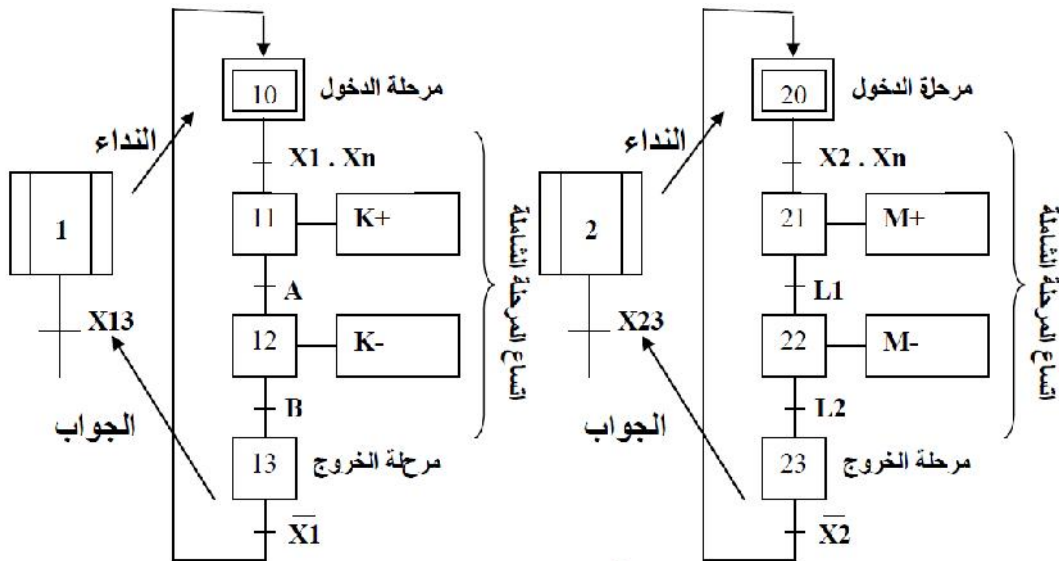 10
مرحلة الدخول
النداء
X1 . Xn
1
11
K+
A
X13
12
K-
الجواب
B
13
مرحلة الخروج
X̅1̅
اتساع المرحلة الشاملة
20
مرحلة الدخول
النداء
X2 . Xn
2
21
M+
L1
X23
22
M-
الجواب
L2
23
مرحلة الخروج
X̅2̅
اتساع المرحلة الشاملة